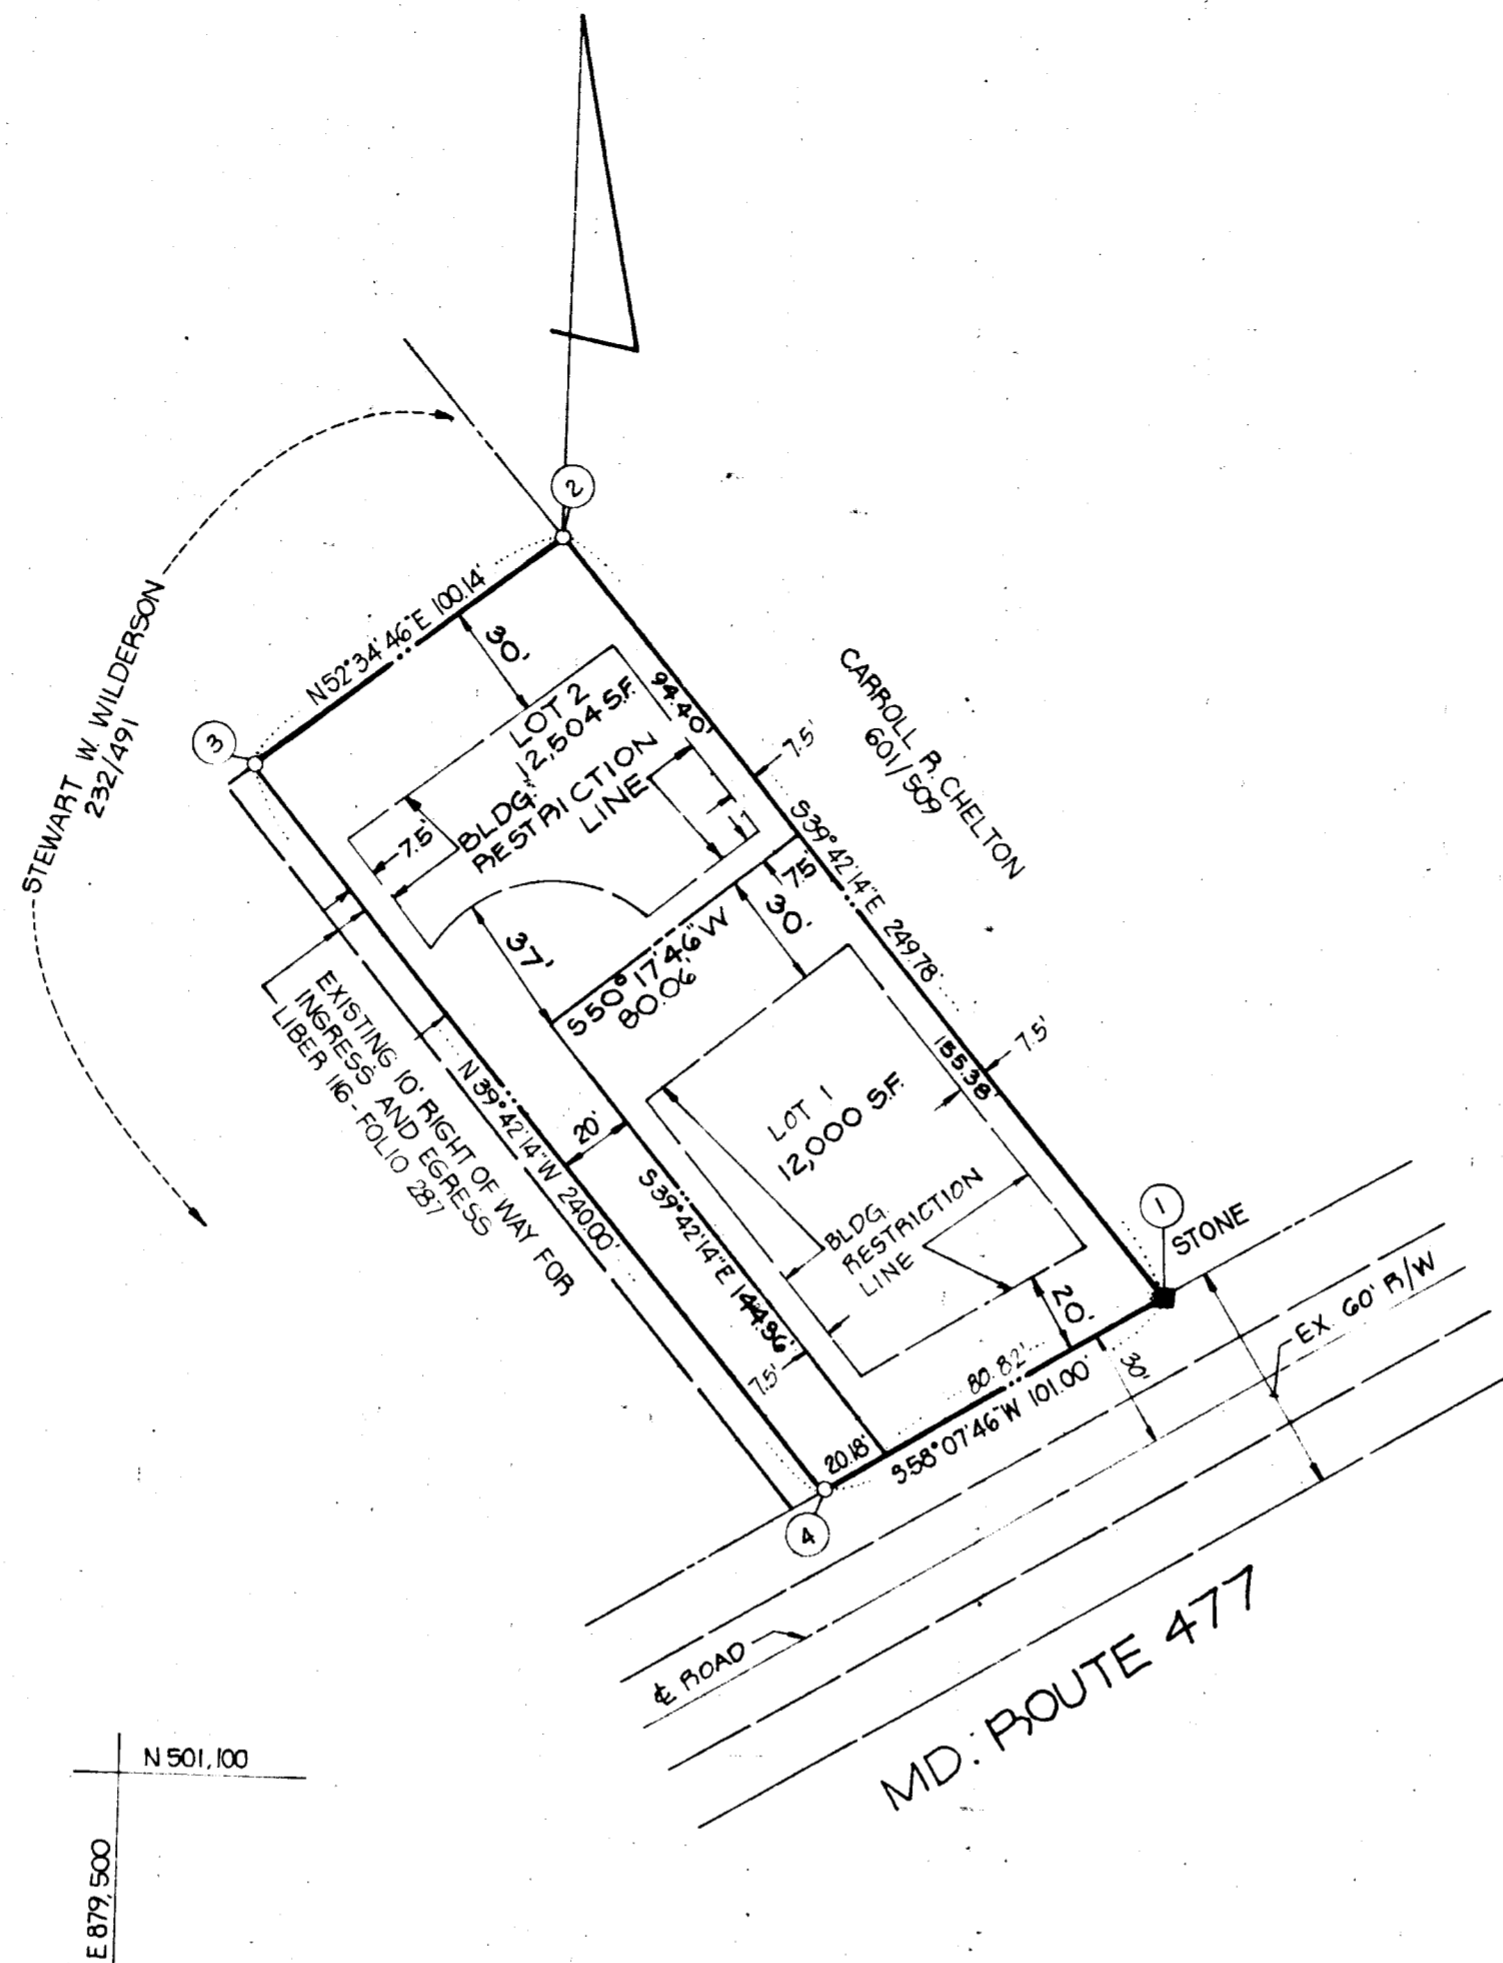 2
N52°34'46"E 100.14'
3
STEWART W. WILDERSON
232/491
30'
LOT 2
12,504 S.F.
BLDG.
RESTRICTION
LINE
7.5'
94.40'
7.5'
CARROLL R. CHELTON
601/509
S39°42'14"E 249.78'
7.5'
37'
S50°17'46"W
80.06'
30'
7.5'
EXISTING 10' RIGHT OF WAY FOR
INGRESS AND EGRESS
LIBER 116 - FOLIO 287
N39°42'14"W 240.00'
20'
S39°42'14"E 144.96'
7.5'
LOT 1
12,000 S.F.
155.38'
BLDG.
RESTRICTION
LINE
20'
1
STONE
80.82'
20.18'
S58°07'46"W 101.00'
30'
EX. 60' R/W
4
℄ ROAD
MD. ROUTE 477
N 501,100
E 879,500